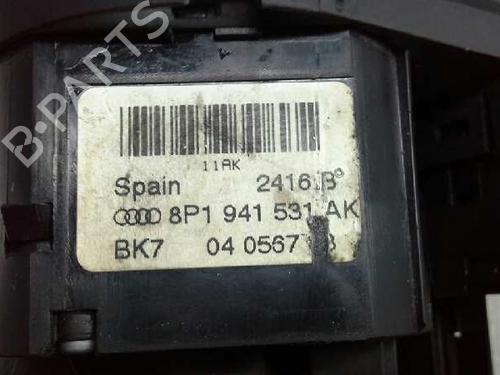 B-PARTS
11AK
Spain 2416 B
8P1 941 531 AK
BK7 04 0567